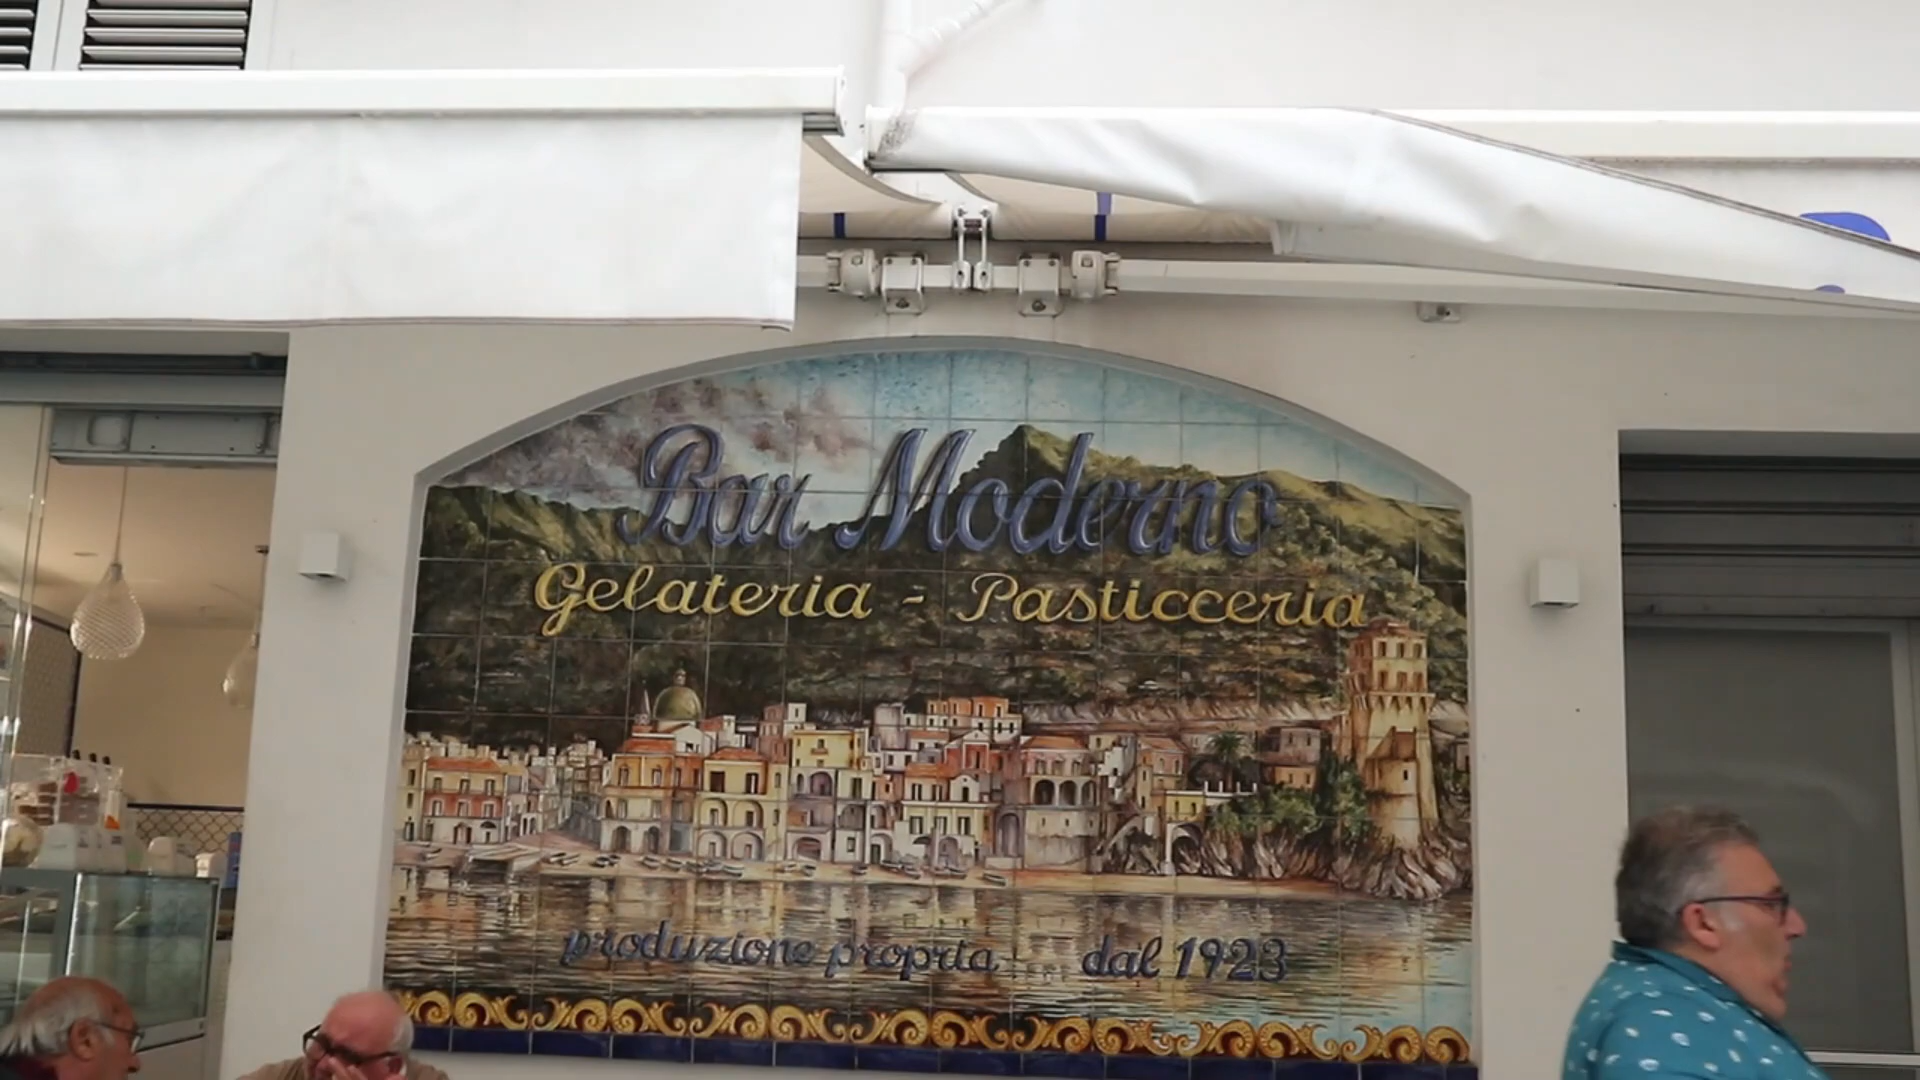 Bar Moderno
Gelateria - Pasticceria
produzione propria dal 1923